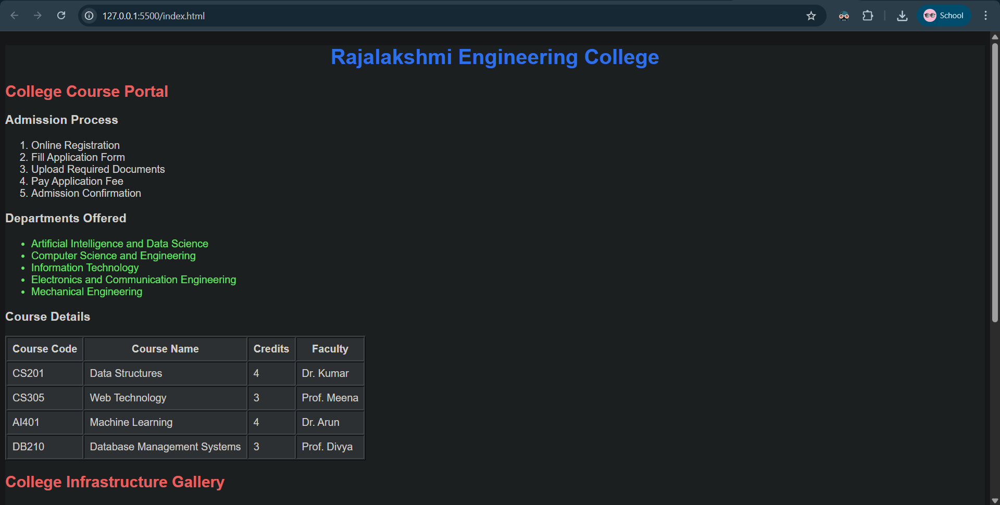 127.0.0.1:5500/index.html
School
Rajalakshmi Engineering College
College Course Portal
Admission Process
1. Online Registration
2. Fill Application Form
3. Upload Required Documents
4. Pay Application Fee
5. Admission Confirmation
Departments Offered
• Artificial Intelligence and Data Science
• Computer Science and Engineering
• Information Technology
• Electronics and Communication Engineering
• Mechanical Engineering
Course Details
Course Code Course Name Credits Faculty
CS201 Data Structures 4 Dr. Kumar
CS305 Web Technology 3 Prof. Meena
AI401 Machine Learning 4 Dr. Arun
DB210 Database Management Systems 3 Prof. Divya
College Infrastructure Gallery